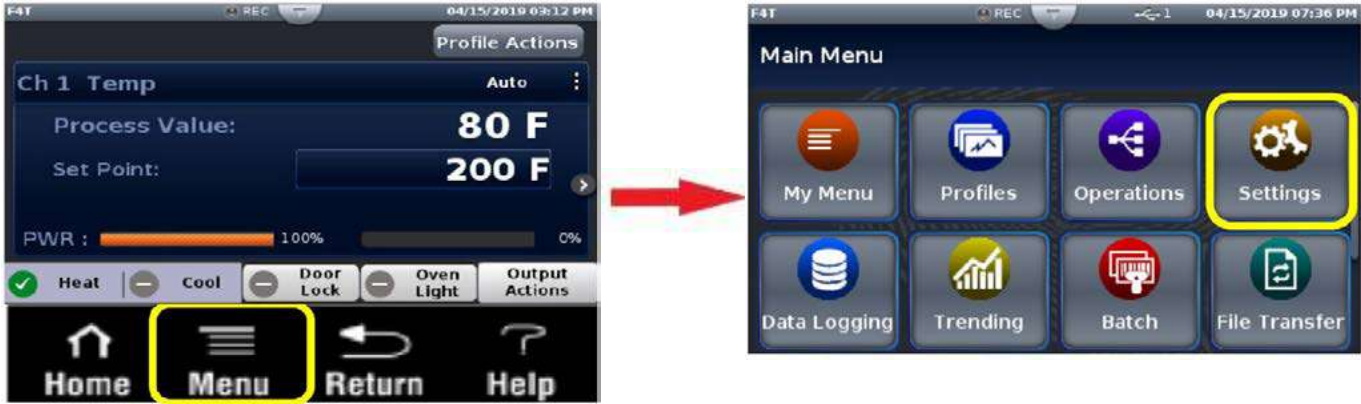 F4T REC 04/15/2019 03:12 PM
Profile Actions
Ch 1 Temp Auto
Process Value: 80 F
Set Point: 200 F
PWR : 100% 0%
Heat Cool Door Lock Oven Light Output Actions
Home Menu Return Help
F4T REC 1 04/15/2019 07:36 PM
Main Menu
My Menu Profiles Operations Settings
Data Logging Trending Batch File Transfer